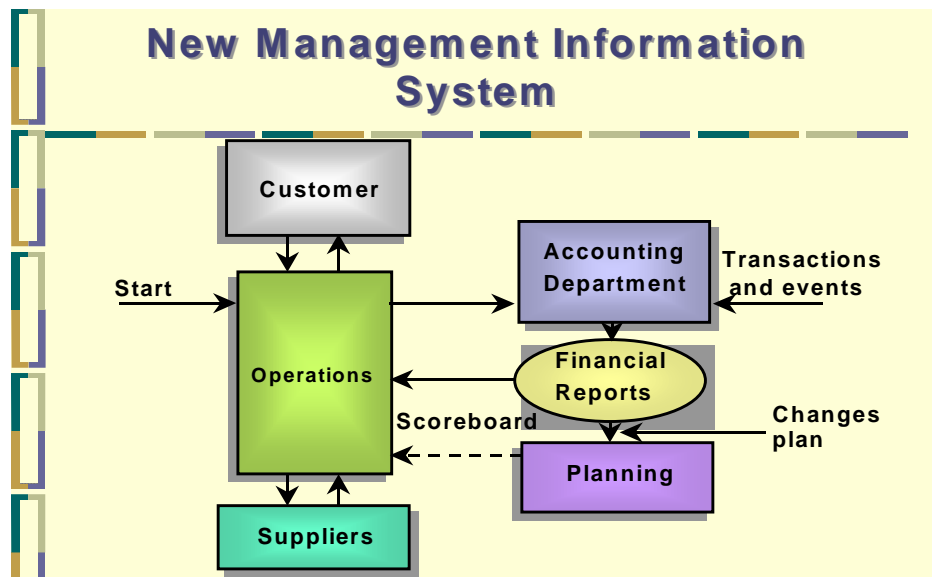 New Management Information
System
Customer
Accounting
Department
Transactions
and events
Start
Operations
Financial
Reports
Scoreboard
Changes
plan
Planning
Suppliers